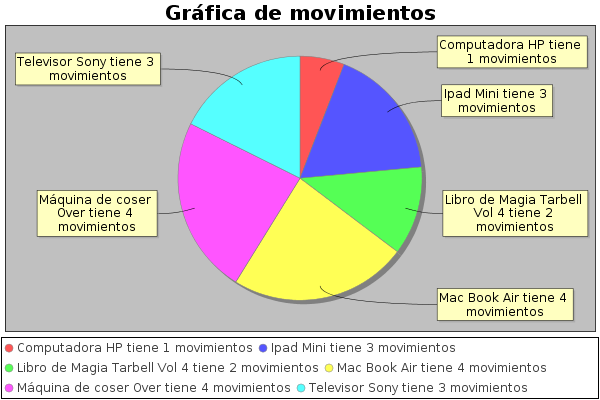 Gráfica de movimientos
Computadora HP tiene
1 movimientos
Televisor Sony tiene 3
movimientos
Ipad Mini tiene 3
movimientos
Máquina de coser
Over tiene 4
movimientos
Libro de Magia Tarbell
Vol 4 tiene 2
movimientos
Mac Book Air tiene 4
movimientos
Computadora HP tiene 1 movimientos Ipad Mini tiene 3 movimientos
Libro de Magia Tarbell Vol 4 tiene 2 movimientos Mac Book Air tiene 4 movimientos
Máquina de coser Over tiene 4 movimientos Televisor Sony tiene 3 movimientos